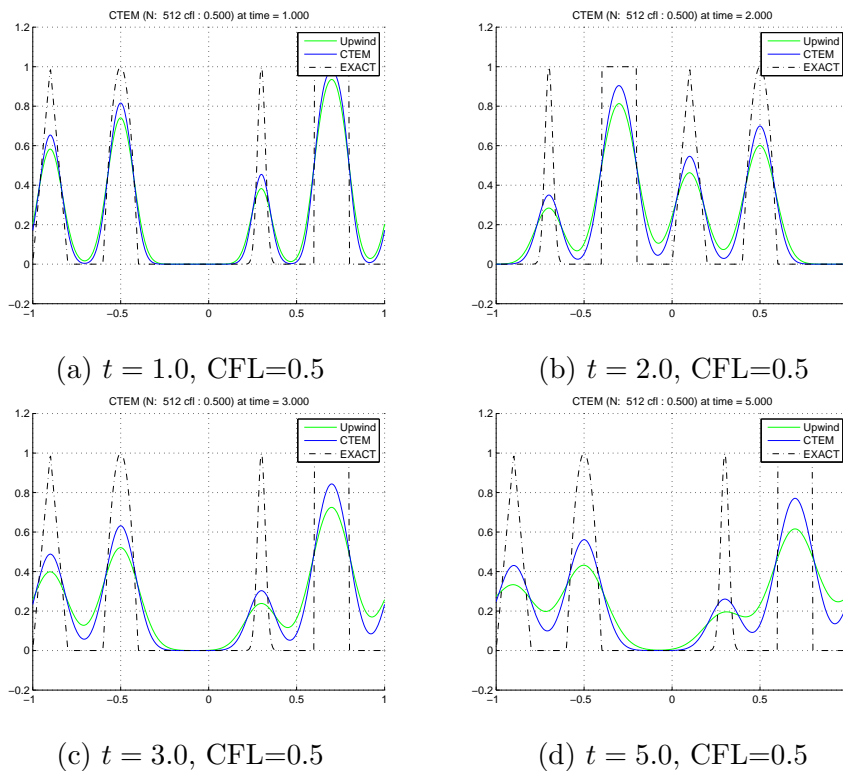 CTEM (N: 512 cfl : 0.500) at time = 1.000
Upwind
CTEM
EXACT
1.2
1
0.8
0.6
0.4
0.2
0
−0.2
−1 −0.5 0 0.5 1
(a) t = 1.0, CFL=0.5
CTEM (N: 512 cfl : 0.500) at time = 2.000
Upwind
CTEM
EXACT
1.2
1
0.8
0.6
0.4
0.2
0
−0.2
−1 −0.5 0 0.5
(b) t = 2.0, CFL=0.5
CTEM (N: 512 cfl : 0.500) at time = 3.000
Upwind
CTEM
EXACT
1.2
1
0.8
0.6
0.4
0.2
0
−0.2
−1 −0.5 0 0.5 1
(c) t = 3.0, CFL=0.5
CTEM (N: 512 cfl : 0.500) at time = 5.000
Upwind
CTEM
EXACT
1.2
1
0.8
0.6
0.4
0.2
0
−0.2
−1 −0.5 0 0.5
(d) t = 5.0, CFL=0.5